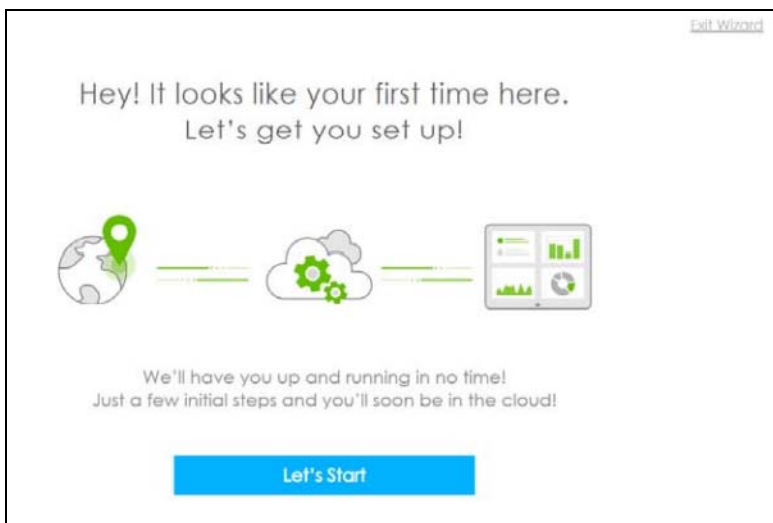 Exit Wizard
Hey! It looks like your first time here.
Let's get you set up!
We'll have you up and running in no time!
Just a few initial steps and you'll soon be in the cloud!
Let's Start